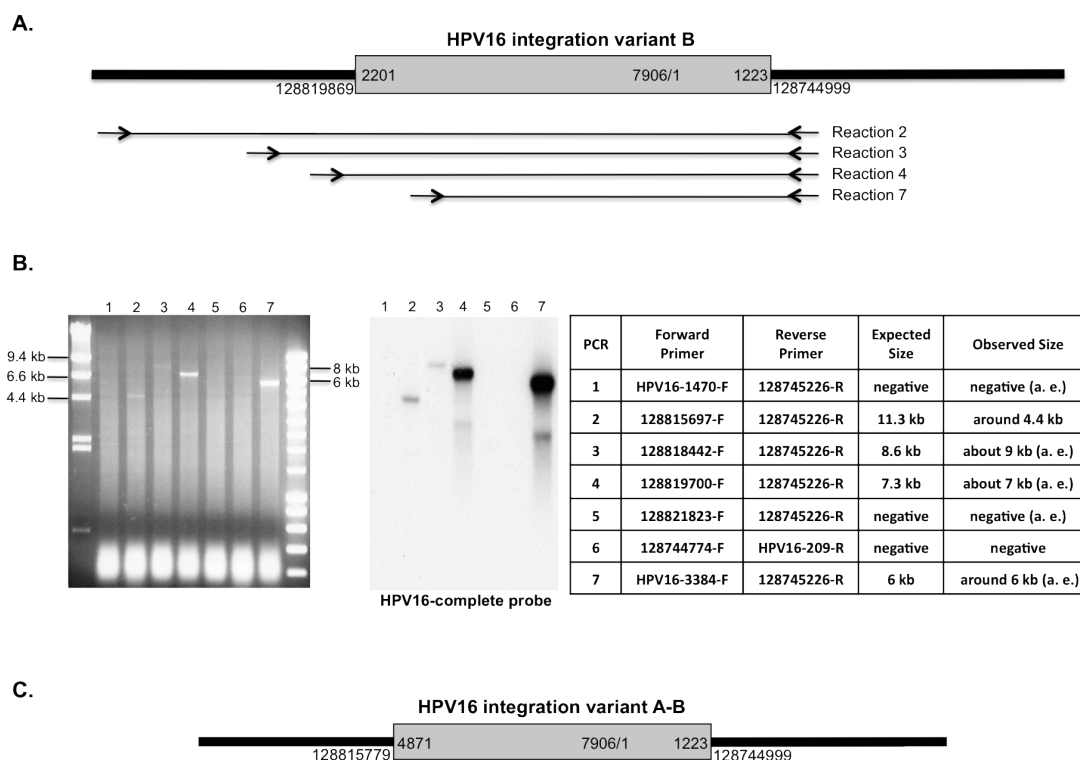 A.
HPV16 integration variant B
2201 7906/1 1223
128819869 128744999
Reaction 2
Reaction 3
Reaction 4
Reaction 7
B.
1 2 3 4 5 6 7
9.4 kb
6.6 kb
4.4 kb
8 kb
6 kb
1 2 3 4 5 6 7
HPV16-complete probe
PCR Forward Primer Reverse Primer Expected Size Observed Size
1 HPV16-1470-F 128745226-R negative negative (a. e.)
2 128815697-F 128745226-R 11.3 kb around 4.4 kb
3 128818442-F 128745226-R 8.6 kb about 9 kb (a. e.)
4 128819700-F 128745226-R 7.3 kb about 7 kb (a. e.)
5 128821823-F 128745226-R negative negative (a. e.)
6 128744774-F HPV16-209-R negative negative
7 HPV16-3384-F 128745226-R 6 kb around 6 kb (a. e.)
C.
HPV16 integration variant A-B
4871 7906/1 1223
128815779 128744999